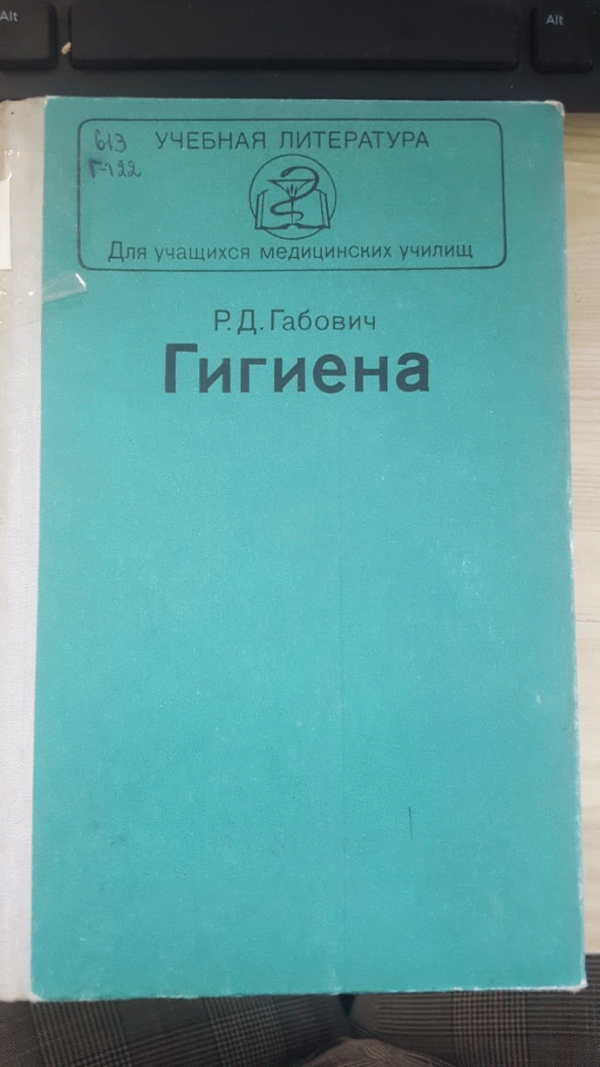 Alt
Alt
613
Г-122
УЧЕБНАЯ ЛИТЕРАТУРА
Для учащихся медицинских училищ
Р.Д.Габович
Гигиена